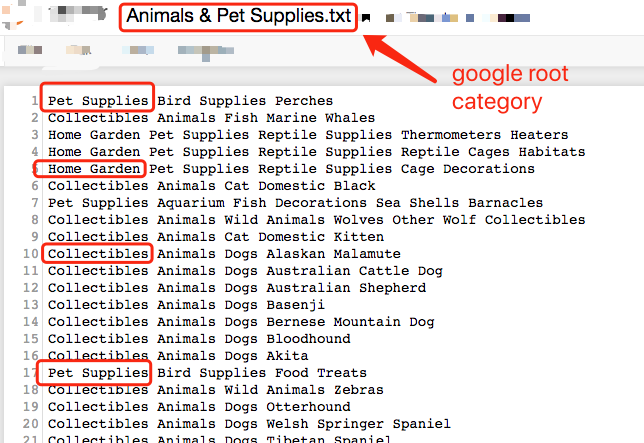 Animals & Pet Supplies.txt
google root
category
1 Pet Supplies Bird Supplies Perches
2 Collectibles Animals Fish Marine Whales
3 Home Garden Pet Supplies Reptile Supplies Thermometers Heaters
4 Home Garden Pet Supplies Reptile Supplies Reptile Cages Habitats
5 Home Garden Pet Supplies Reptile Supplies Cage Decorations
6 Collectibles Animals Cat Domestic Black
7 Pet Supplies Aquarium Fish Decorations Sea Shells Barnacles
8 Collectibles Animals Wild Animals Wolves Other Wolf Collectibles
9 Collectibles Animals Cat Domestic Kitten
10 Collectibles Animals Dogs Alaskan Malamute
11 Collectibles Animals Dogs Australian Cattle Dog
12 Collectibles Animals Dogs Australian Shepherd
13 Collectibles Animals Dogs Basenji
14 Collectibles Animals Dogs Bernese Mountain Dog
15 Collectibles Animals Dogs Bloodhound
16 Collectibles Animals Dogs Akita
17 Pet Supplies Bird Supplies Food Treats
18 Collectibles Animals Wild Animals Zebras
19 Collectibles Animals Dogs Otterhound
20 Collectibles Animals Dogs Welsh Springer Spaniel
21 Collectibles Animals Dogs Tibetan Spaniel